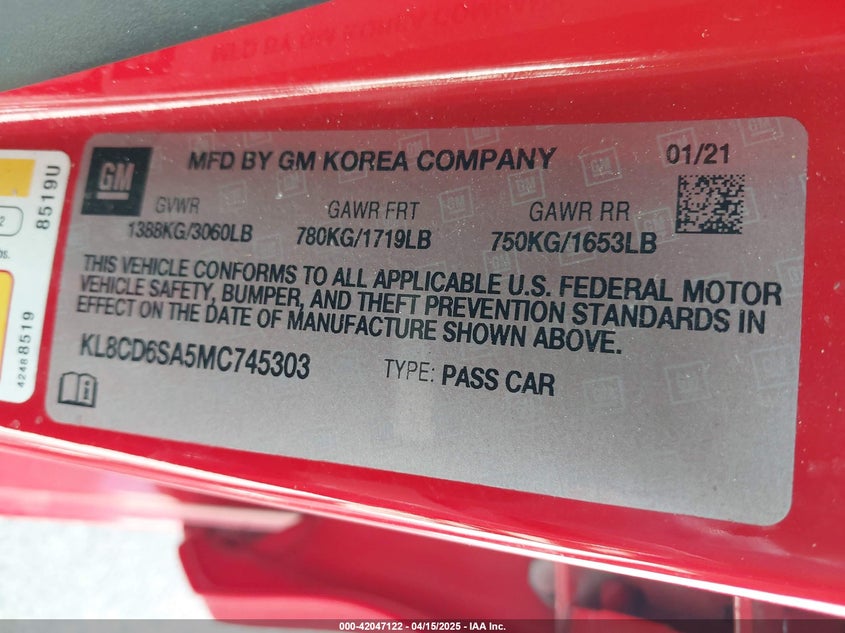 GM
MFD BY GM KOREA COMPANY
01/21
GVWR
GAWR FRT
GAWR RR
1388KG/3060LB
780KG/1719LB
750KG/1653LB
THIS VEHICLE CONFORMS TO ALL APPLICABLE U.S. FEDERAL MOTOR
VEHICLE SAFETY, BUMPER, AND THEFT PREVENTION STANDARDS IN
EFFECT ON THE DATE OF MANUFACTURE SHOWN ABOVE.
KL8CD6SA5MC745303
TYPE: PASS CAR
8519U
42488519
000-42047122 - 04/15/2025 - IAA Inc.